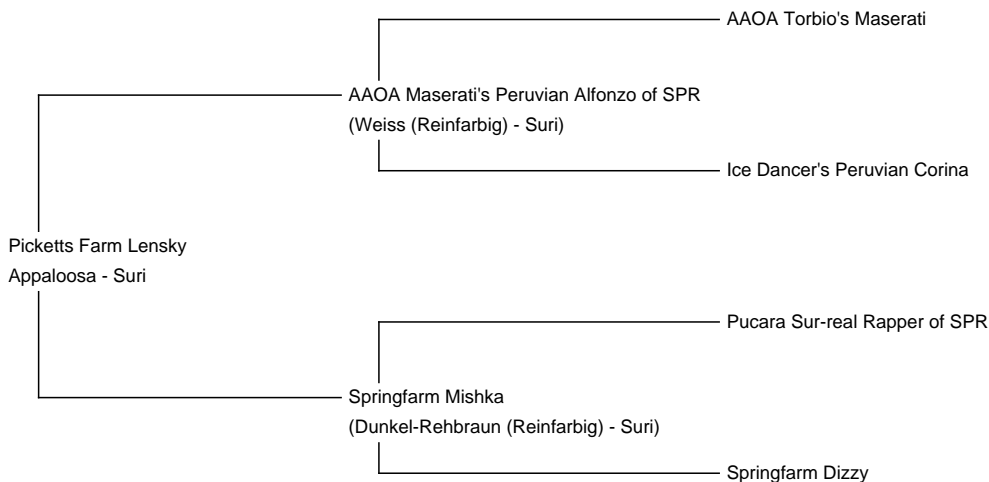 AAOA Torbio's Maserati
AAOA Maserati's Peruvian Alfonzo of SPR
(Weiss (Reinfarbig) - Suri)
Ice Dancer's Peruvian Corina
Picketts Farm Lensky
Appaloosa - Suri
Pucara Sur-real Rapper of SPR
Springfarm Mishka
(Dunkel-Rehbraun (Reinfarbig) - Suri)
Springfarm Dizzy